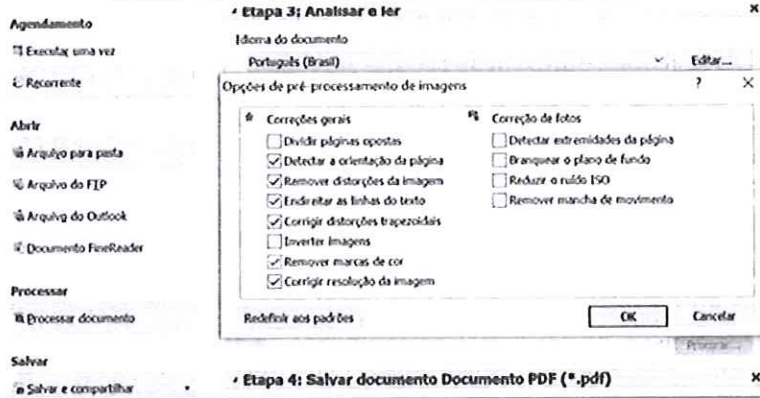 Agendamento
Executar uma vez
Recorrente
Abrir
Arquivo para pasta
Arquivo do FTP
Arquivo do Outlook
Documento FineReader
Processar
Processar documento
Salvar
Salvar e compartilhar
Etapa 3: Analisar e ler
Idioma do documento
Português (Brasil)
Editar...
Opções de pré-processamento de imagens
Correções gerais
Dividir páginas opostas
Detectar a orientação da página
Remover distorções da imagem
Endireitar as linhas do texto
Corrigir distorções trapezoidais
Inverter imagens
Remover marcas de cor
Corrigir resolução da imagem
Correção de fotos
Detectar extremidades da página
Branquear o plano de fundo
Reduzir o ruído ISO
Remover mancha de movimento
Redefinir aos padrões
OK
Cancelar
Procurar...
Etapa 4: Salvar documento Documento PDF (*.pdf)